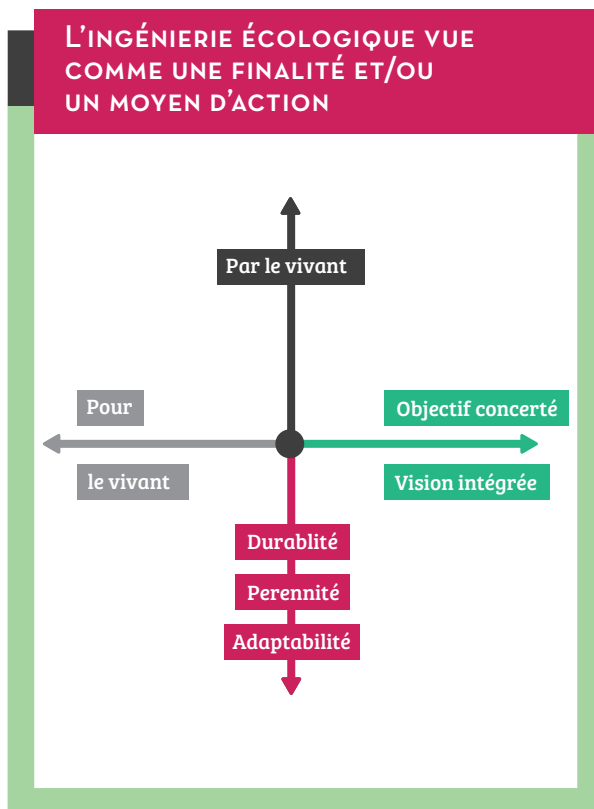 L'INGÉNIERIE ÉCOLOGIQUE VUE
COMME UNE FINALITÉ ET/OU
UN MOYEN D'ACTION
Par le vivant
Pour
le vivant
Objectif concerté
Vision intégrée
Durablité
Perennité
Adaptabilité